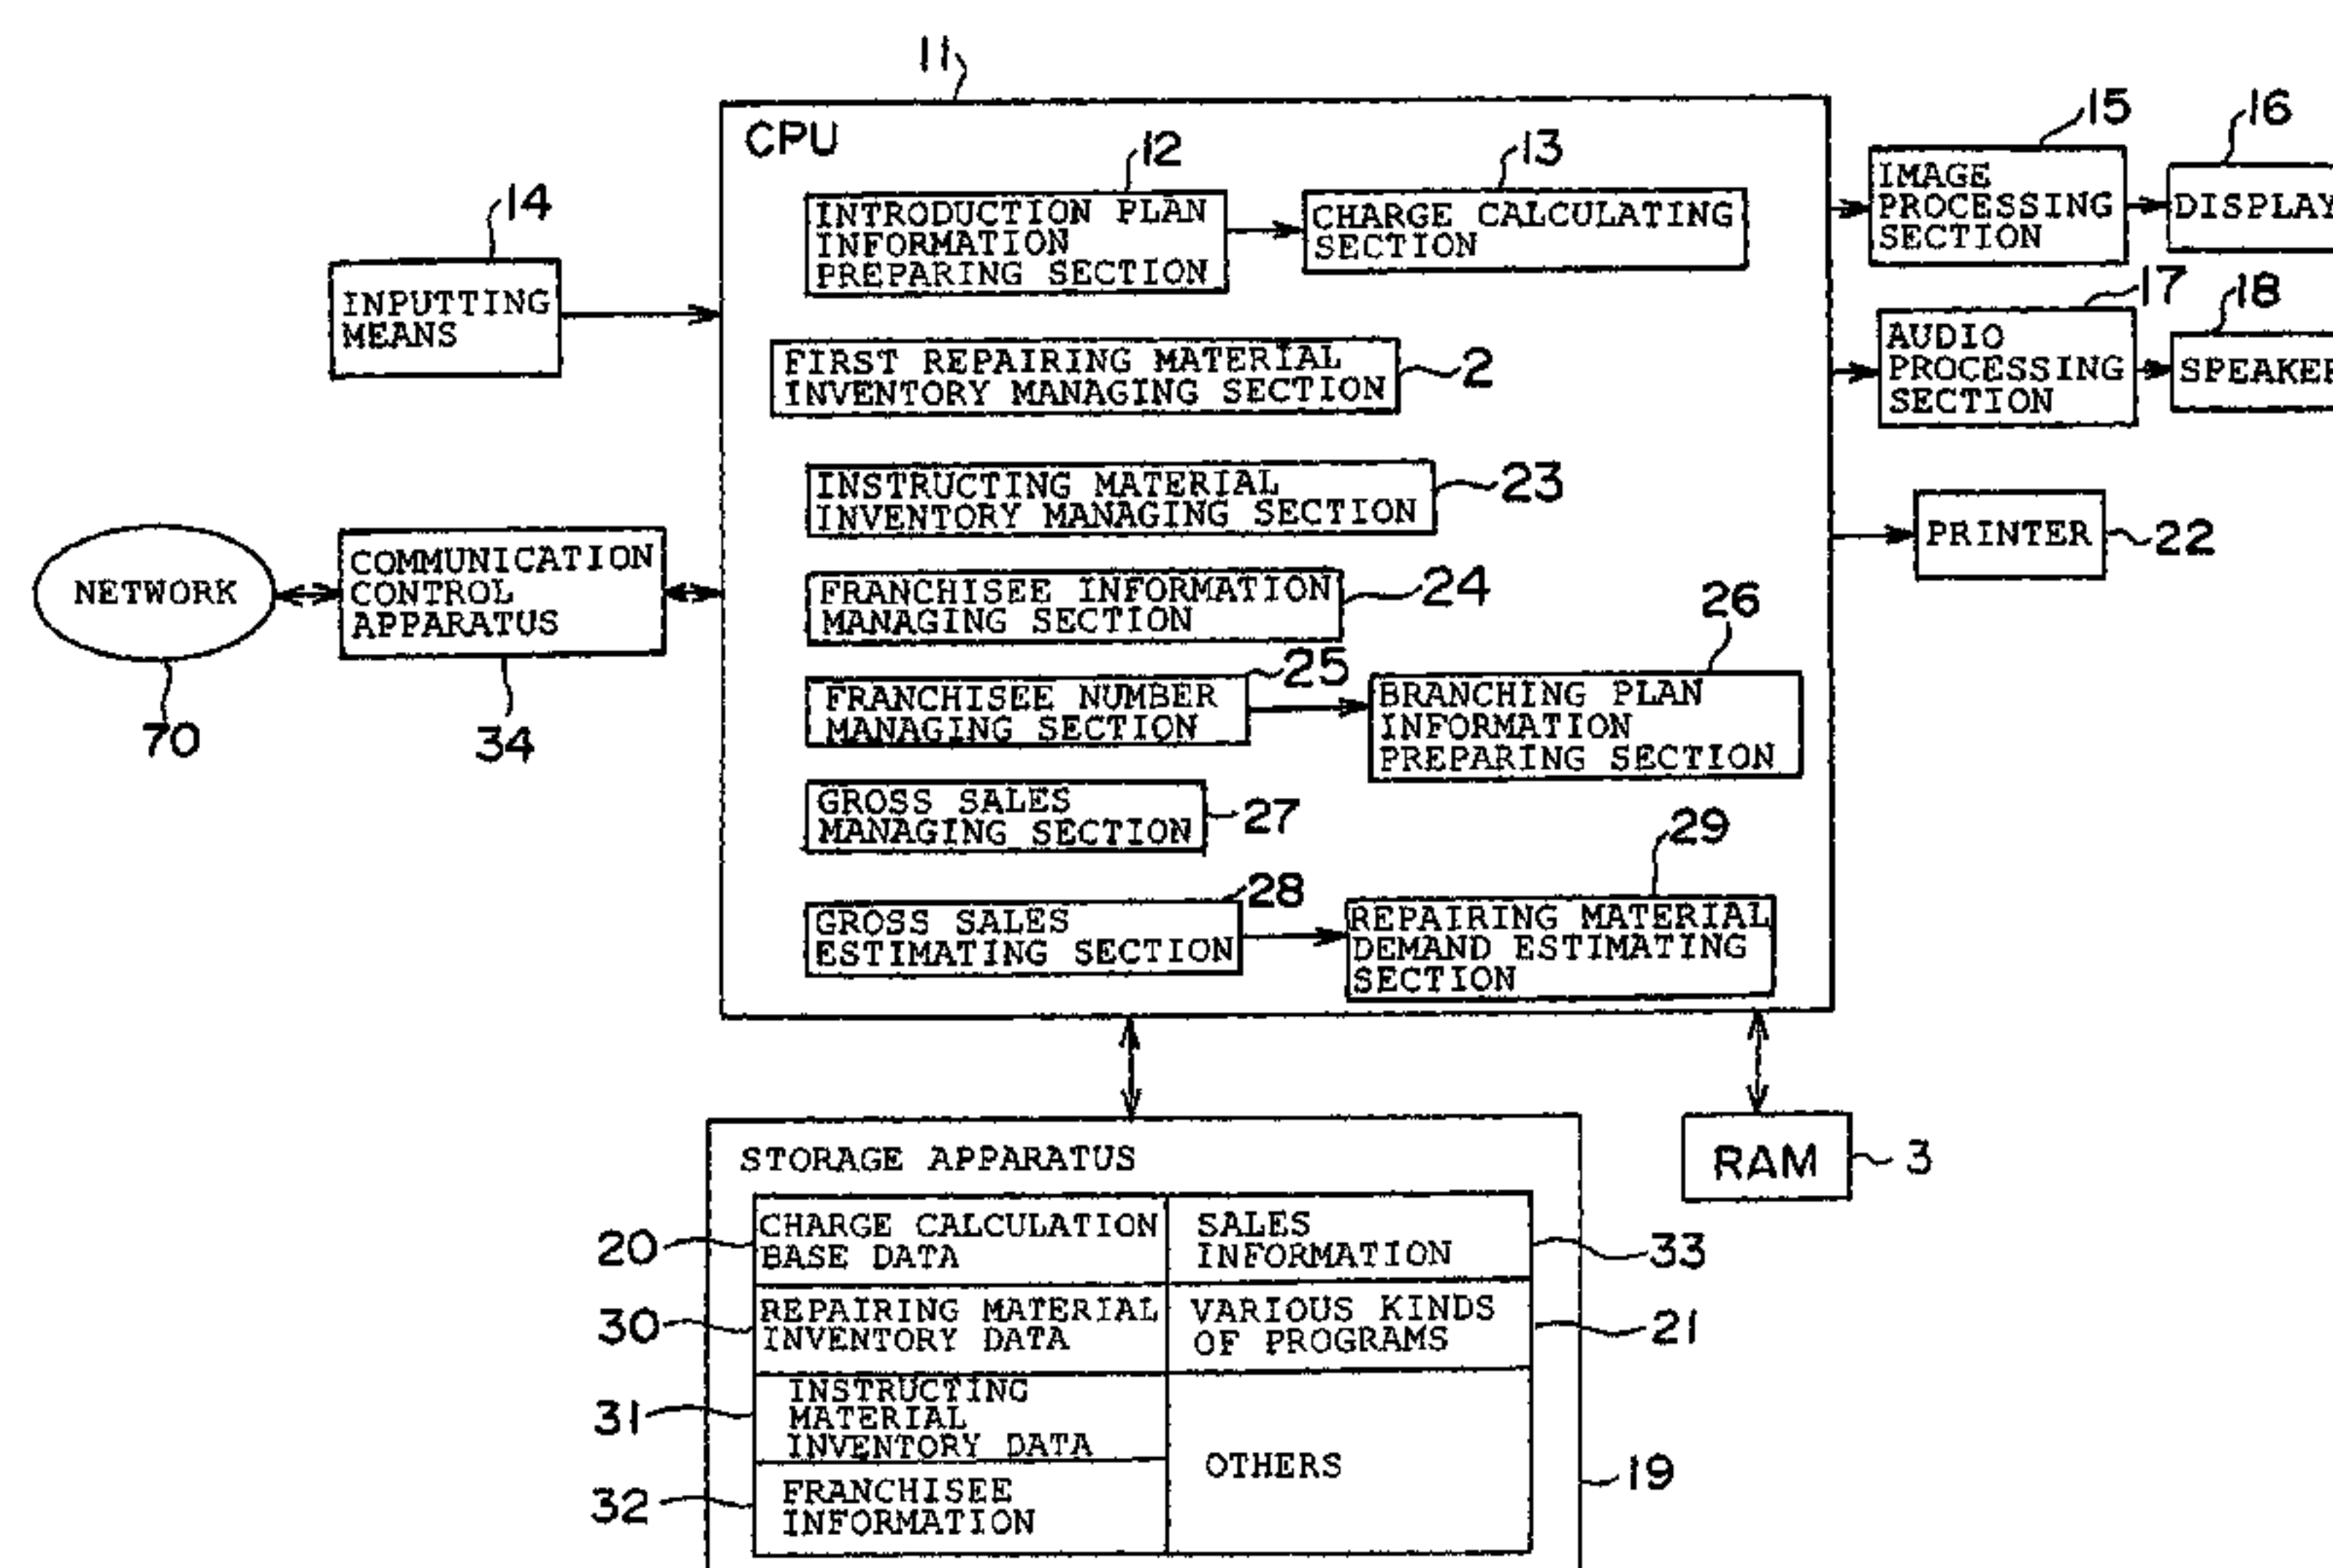 11
CPU
12
INTRODUCTION PLAN
INFORMATION
PREPARING SECTION
13
CHARGE CALCULATING
SECTION
15
IMAGE
PROCESSING
SECTION
16
DISPLAY
14
INPUTTING
MEANS
FIRST REPAIRING MATERIAL
INVENTORY MANAGING SECTION
2
17
AUDIO
PROCESSING
SECTION
18
SPEAKER
INSTRUCTING MATERIAL
INVENTORY MANAGING SECTION
23
PRINTER
22
NETWORK
70
COMMUNICATION
CONTROL
APPARATUS
34
FRANCHISEE INFORMATION
MANAGING SECTION
24
25
FRANCHISEE NUMBER
MANAGING SECTION
26
BRANCHING PLAN
INFORMATION
PREPARING SECTION
GROSS SALES
MANAGING SECTION
27
28
GROSS SALES
ESTIMATING SECTION
29
REPAIRING MATERIAL
DEMAND ESTIMATING
SECTION
STORAGE APPARATUS
RAM
3
20
CHARGE CALCULATION
BASE DATA
SALES
INFORMATION
33
30
REPAIRING MATERIAL
INVENTORY DATA
VARIOUS KINDS
OF PROGRAMS
21
31
INSTRUCTING
MATERIAL
INVENTORY DATA
OTHERS
19
32
FRANCHISEE
INFORMATION